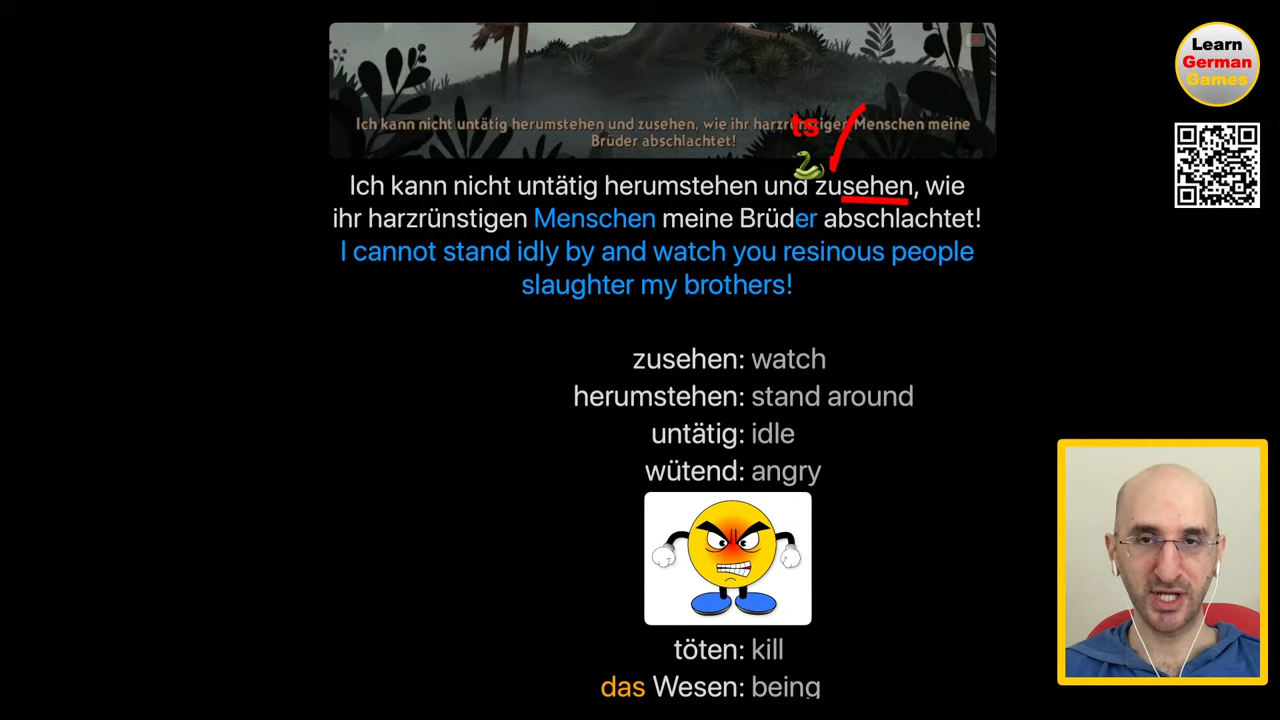 Learn
German
Games
Ich kann nicht untätig herumstehen und zusehen, wie ihr harzrünstigen Menschen meine
Brüder abschlachtet!
ts
Ich kann nicht untätig herumstehen und zusehen, wie
ihr harzrünstigen Menschen meine Brüder abschlachtet!
I cannot stand idly by and watch you resinous people
slaughter my brothers!
zusehen: watch
herumstehen: stand around
untätig: idle
wütend: angry
töten: kill
das Wesen: being